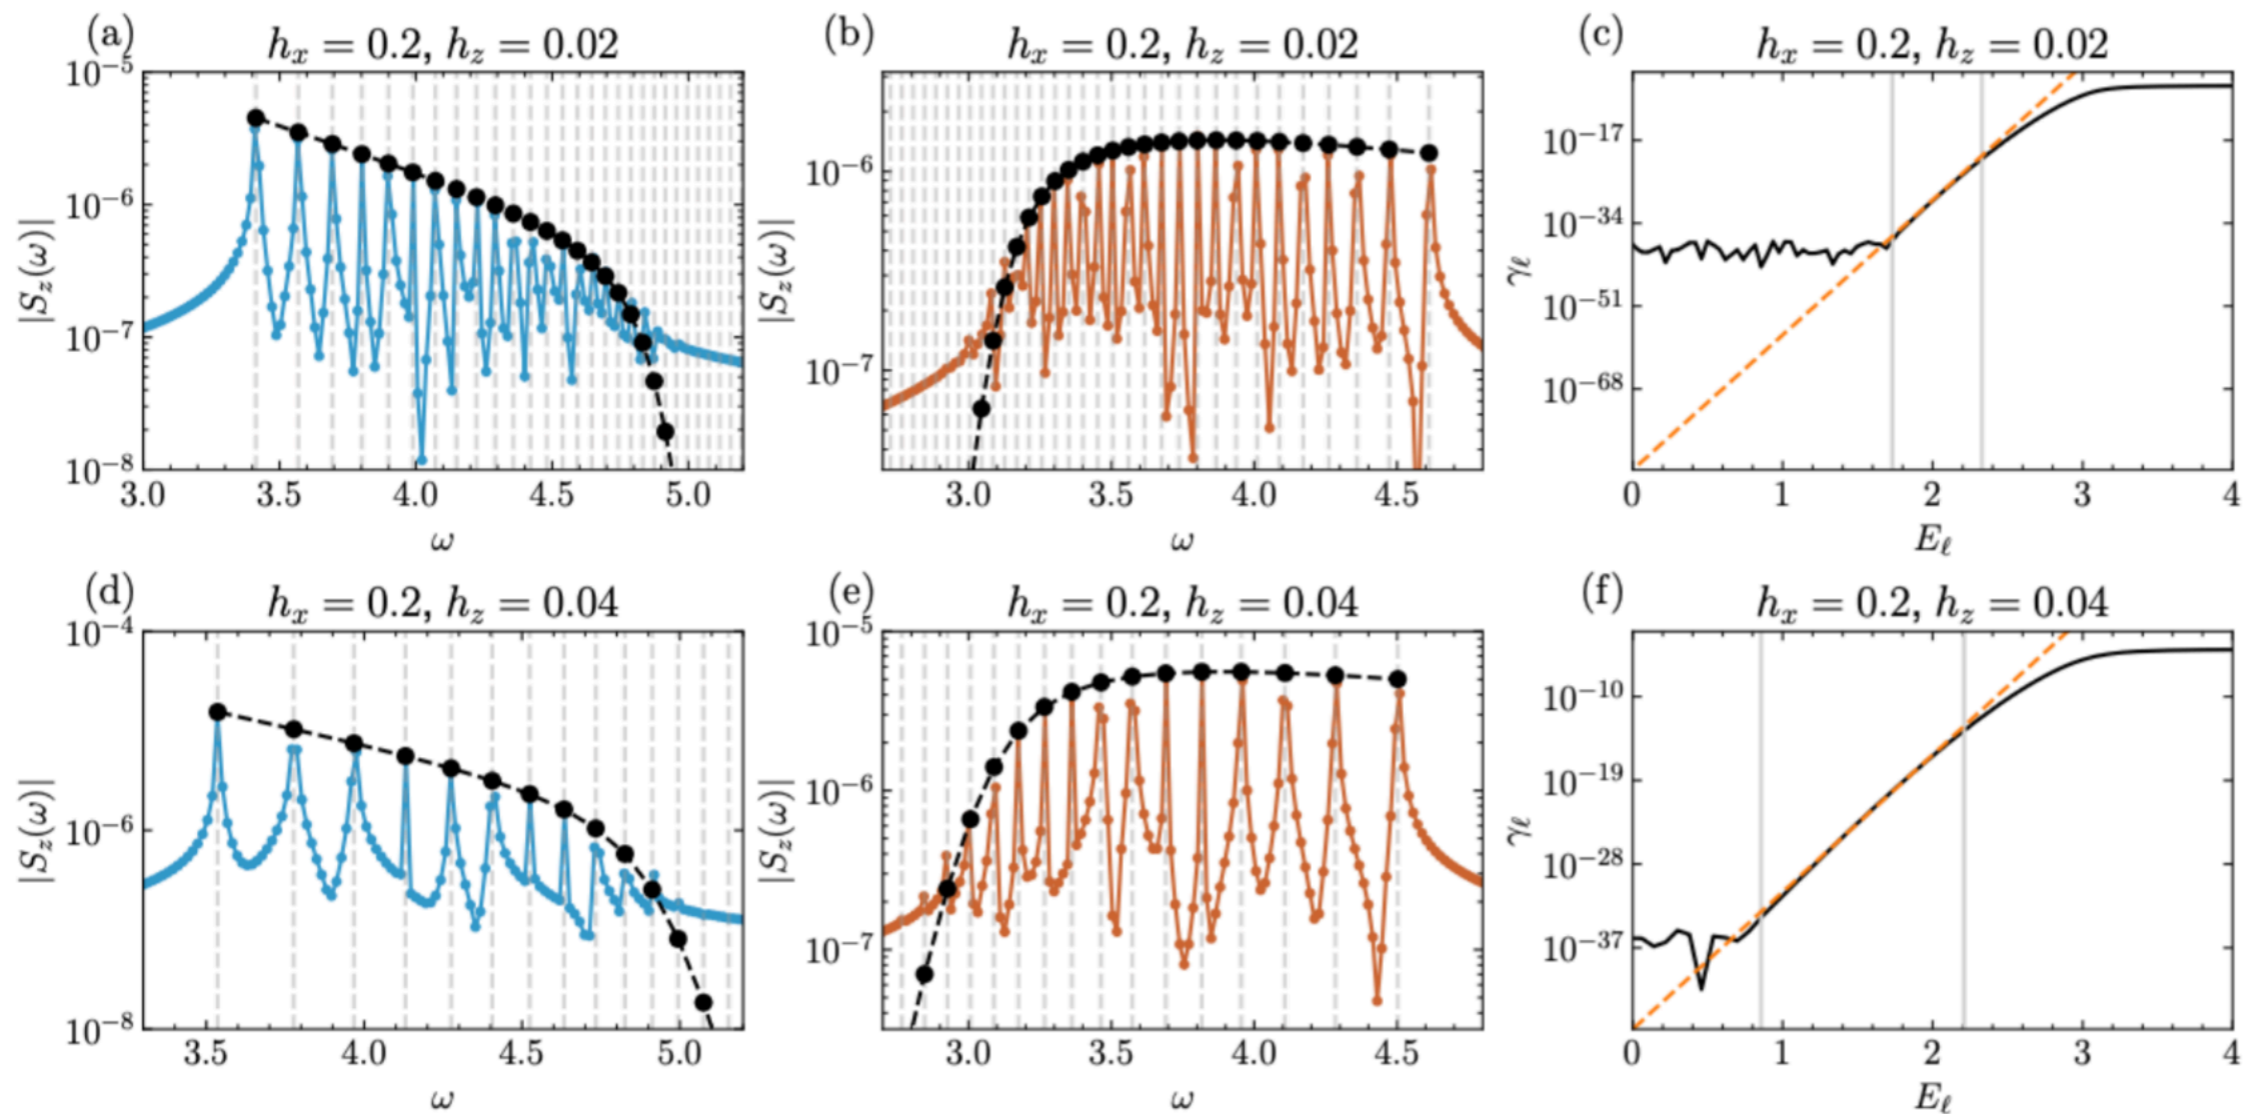 (a) hₓ = 0.2, h_z = 0.02
10⁻⁵
10⁻⁶
10⁻⁷
10⁻⁸
|S_z(ω)|
3.0 3.5 4.0 4.5 5.0
ω
(b) hₓ = 0.2, h_z = 0.02
10⁻⁶
10⁻⁷
|S_z(ω)|
3.0 3.5 4.0 4.5
ω
(c) hₓ = 0.2, h_z = 0.02
10⁻¹⁷
10⁻³⁴
10⁻⁵¹
10⁻⁶⁸
γ_ℓ
0 1 2 3 4
E_ℓ
(d) hₓ = 0.2, h_z = 0.04
10⁻⁴
10⁻⁶
10⁻⁸
|S_z(ω)|
3.5 4.0 4.5 5.0
ω
(e) hₓ = 0.2, h_z = 0.04
10⁻⁵
10⁻⁶
10⁻⁷
|S_z(ω)|
3.0 3.5 4.0 4.5
ω
(f) hₓ = 0.2, h_z = 0.04
10⁻¹⁰
10⁻¹⁹
10⁻²⁸
10⁻³⁷
γ_ℓ
0 1 2 3 4
E_ℓ